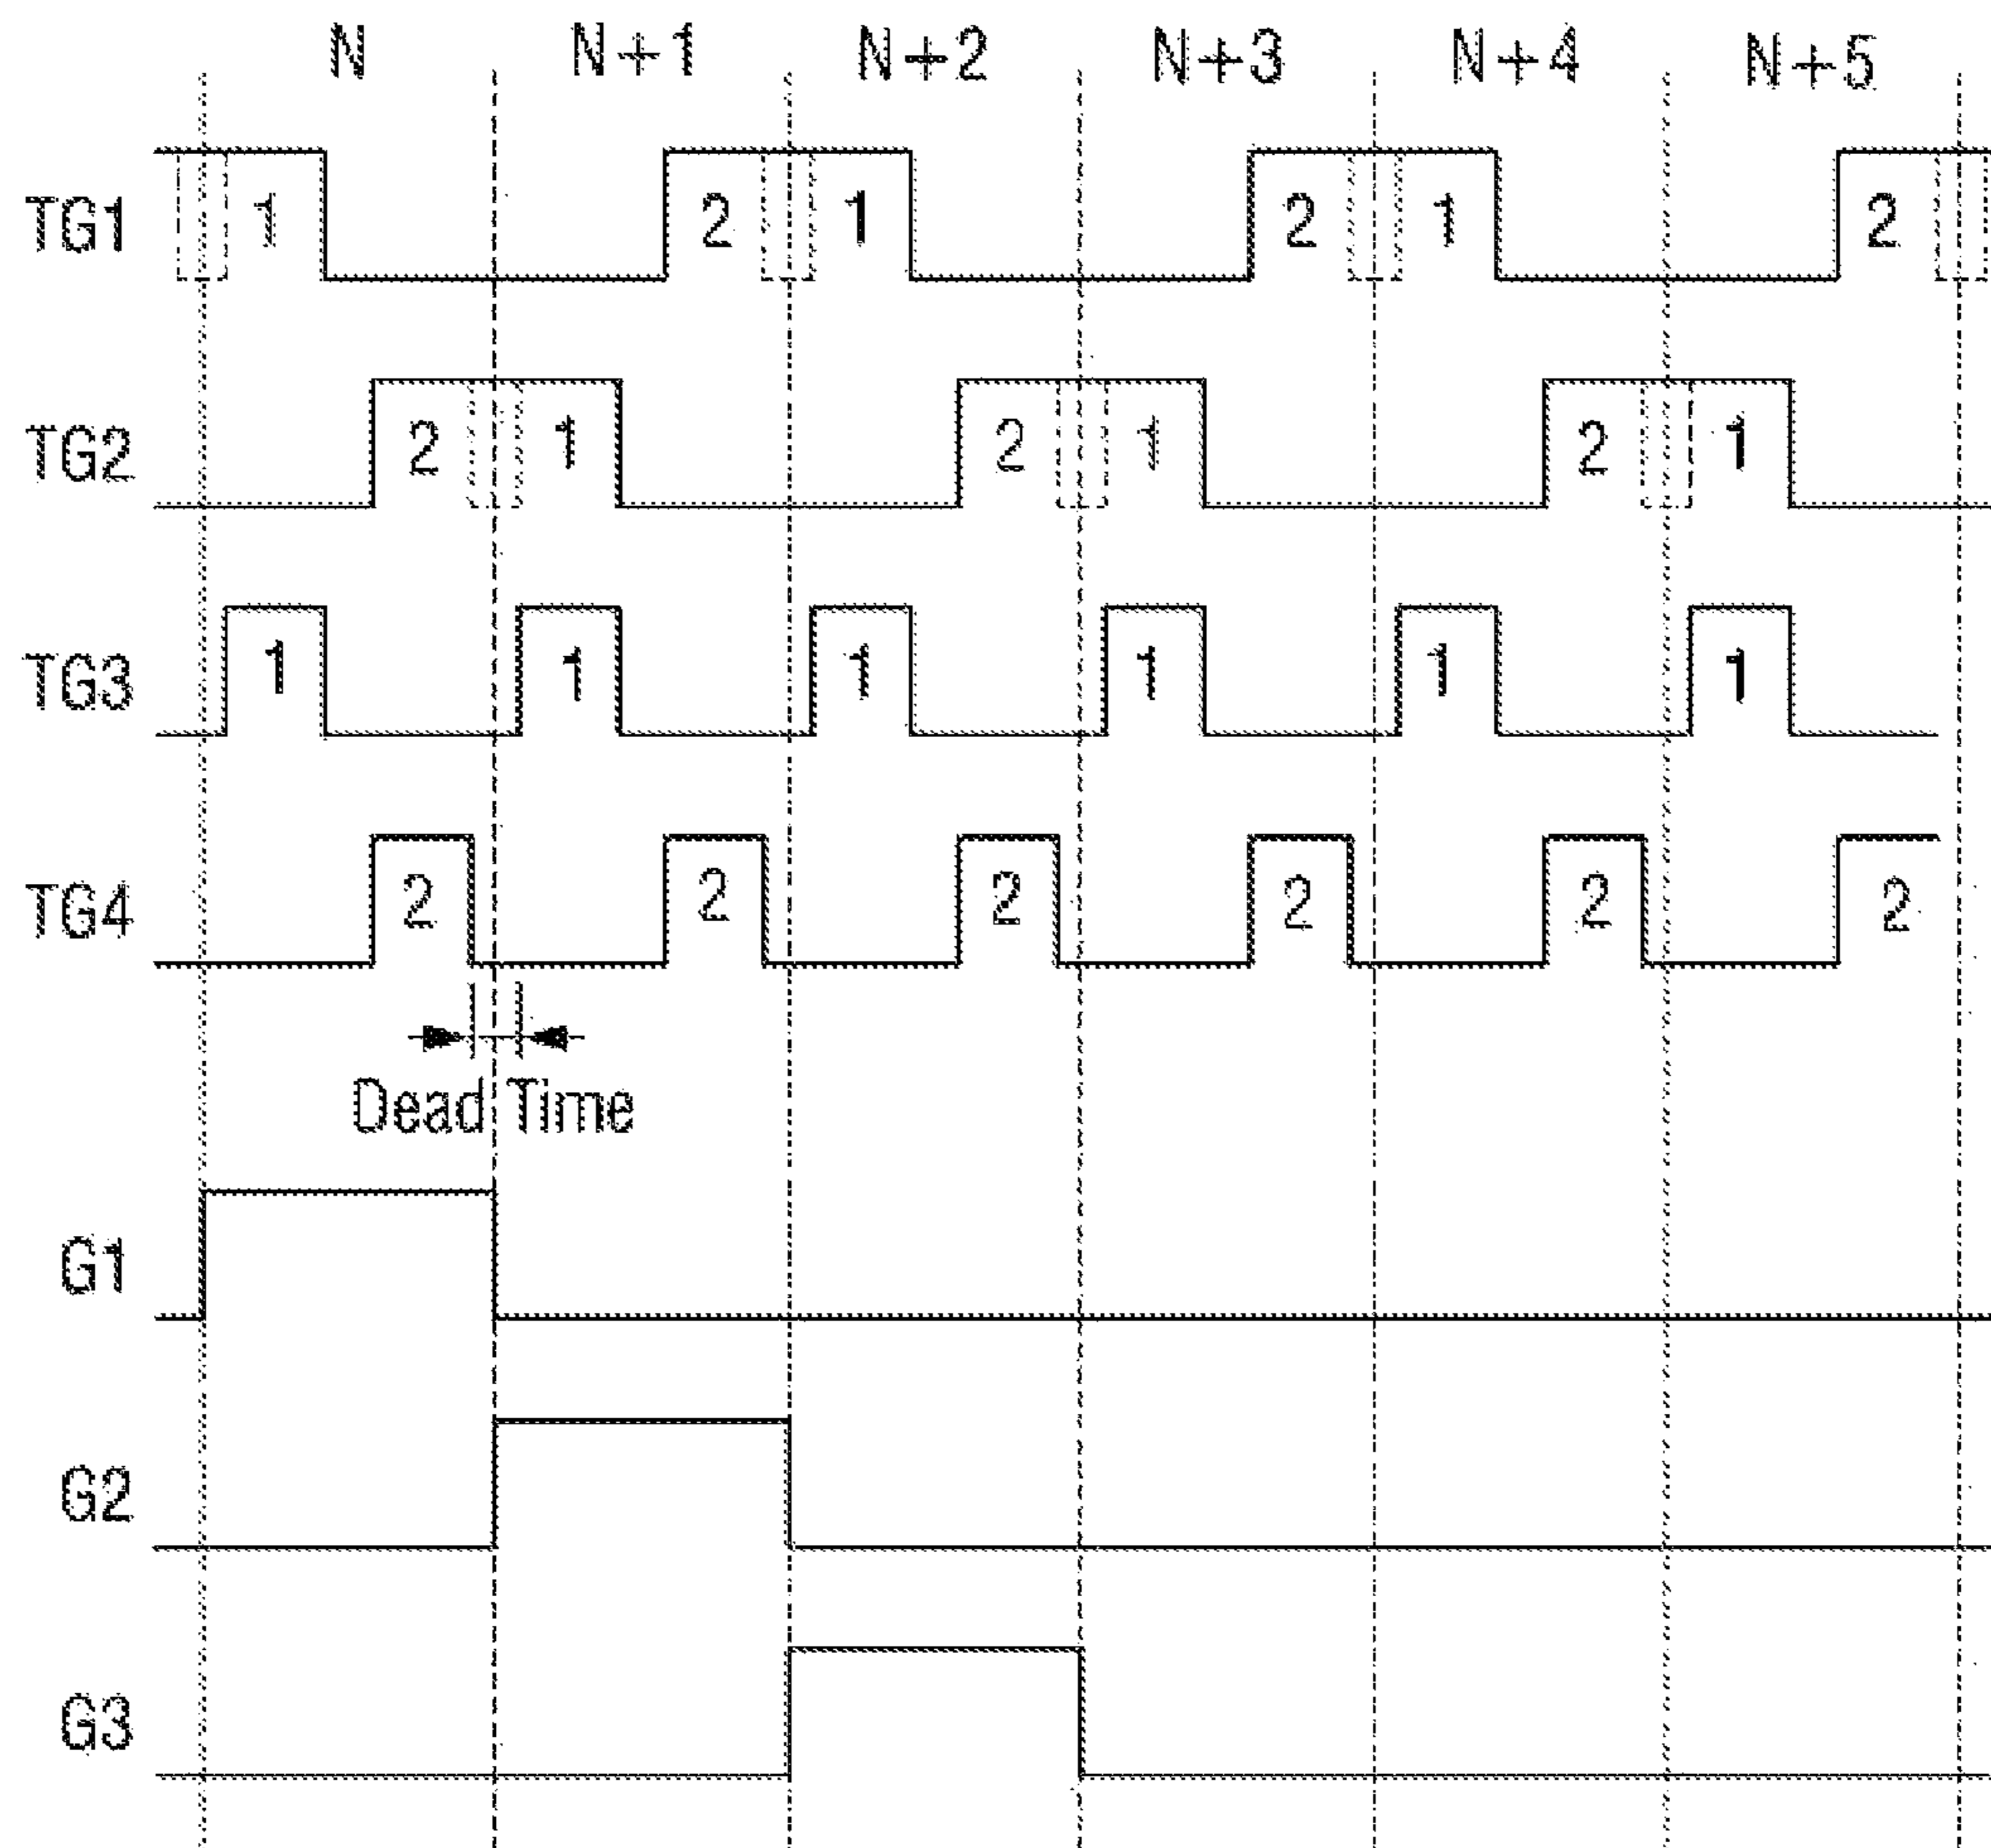 N N+1 N+2 N+3 N+4 N+5
TG1 1 2 1 2 1 2
TG2 2 1 2 1 2 1
TG3 1 1 1 1 1 1
TG4 2 2 2 2 2 2
Dead Time
G1
G2
G3